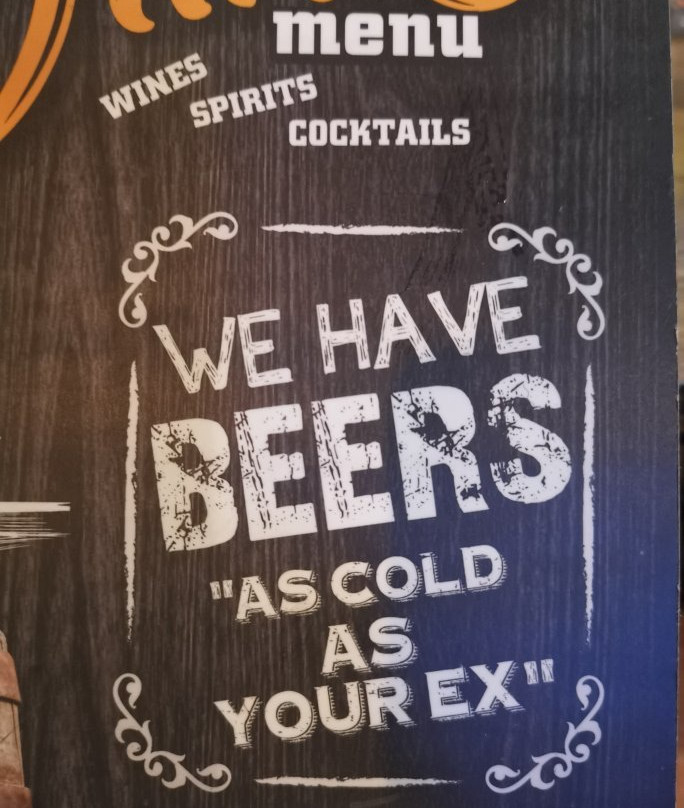 menu
WINES
SPIRITS
COCKTAILS
WE HAVE
BEERS
"AS COLD
AS
YOUR EX"